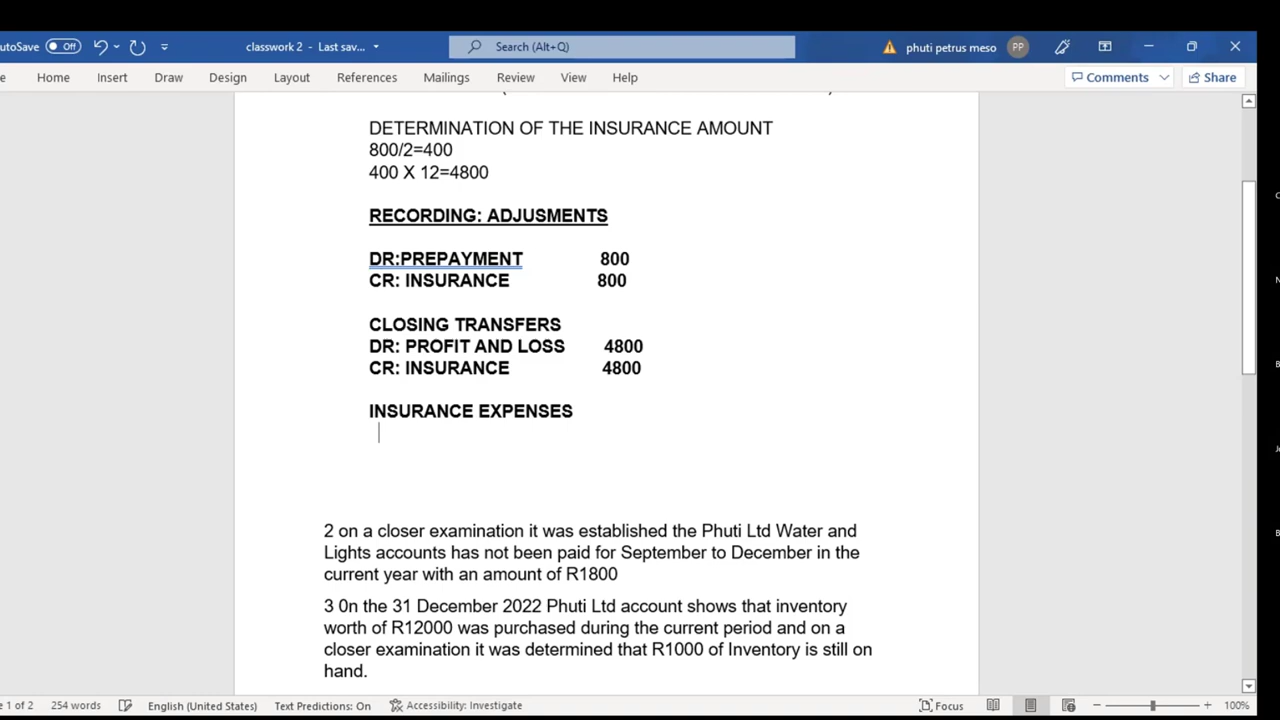 utoSave Off classwork 2 - Last sav... Search (Alt+Q) phuti petrus meso PP
e Home Insert Draw Design Layout References Mailings Review View Help Comments Share
DETERMINATION OF THE INSURANCE AMOUNT
800/2=400
400 X 12=4800
RECORDING: ADJUSMENTS
DR:PREPAYMENT 800
CR: INSURANCE 800
CLOSING TRANSFERS
DR: PROFIT AND LOSS 4800
CR: INSURANCE 4800
INSURANCE EXPENSES
2 on a closer examination it was established the Phuti Ltd Water and
Lights accounts has not been paid for September to December in the
current year with an amount of R1800
3 0n the 31 December 2022 Phuti Ltd account shows that inventory
worth of R12000 was purchased during the current period and on a
closer examination it was determined that R1000 of Inventory is still on
hand.
e 1 of 2 254 words English (United States) Text Predictions: On Accessibility: Investigate Focus 100%